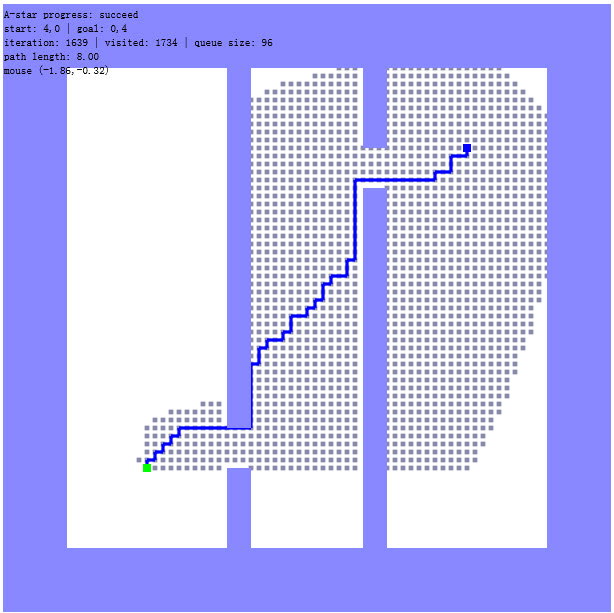 A-star progress: succeed
start: 4,0 | goal: 0,4
iteration: 1639 | visited: 1734 | queue size: 96
path length: 8.00
mouse (-1.86,-0.32)